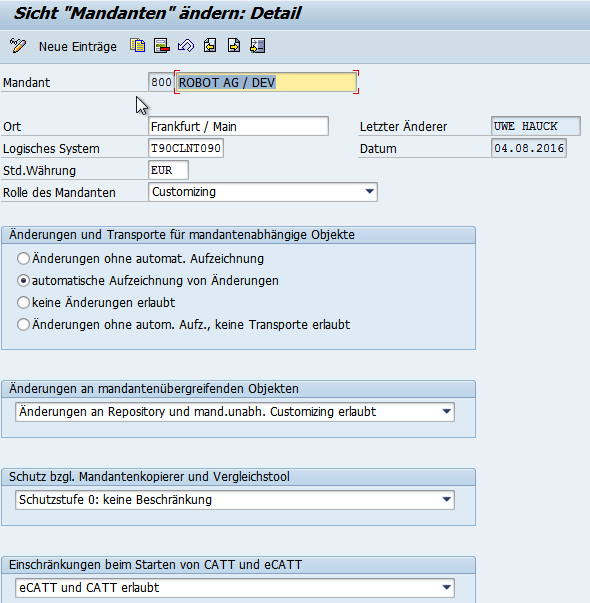 Sicht "Mandanten" ändern: Detail
Neue Einträge
Mandant 800 ROBOT AG / DEV
Ort Frankfurt / Main Letzter Änderer UWE HAUCK
Logisches System T90CLNT090 Datum 04.08.2016
Std.Währung EUR
Rolle des Mandanten Customizing
Änderungen und Transporte für mandantenabhängige Objekte
Änderungen ohne automat. Aufzeichnung
automatische Aufzeichnung von Änderungen
keine Änderungen erlaubt
Änderungen ohne autom. Aufz., keine Transporte erlaubt
Änderungen an mandantenübergreifenden Objekten
Änderungen an Repository und mand.unabh. Customizing erlaubt
Schutz bzgl. Mandantenkopierer und Vergleichstool
Schutzstufe 0: keine Beschränkung
Einschränkungen beim Starten von CATT und eCATT
eCATT und CATT erlaubt